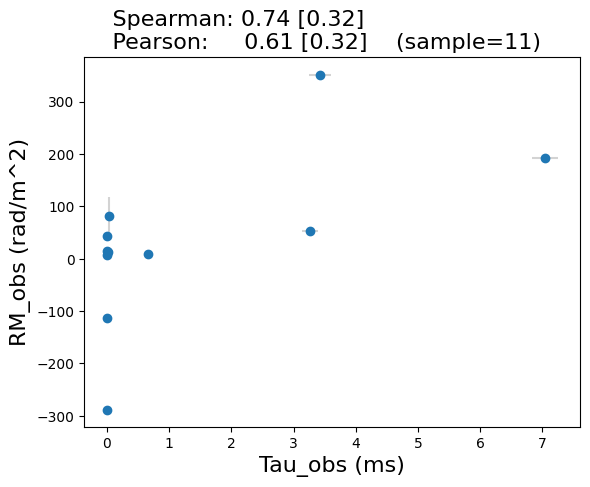 Spearman: 0.74 [0.32]
Pearson: 0.61 [0.32] (sample=11)
RM_obs (rad/m^2)
300
200
100
0
−100
−200
−300
0 1 2 3 4 5 6 7
Tau_obs (ms)